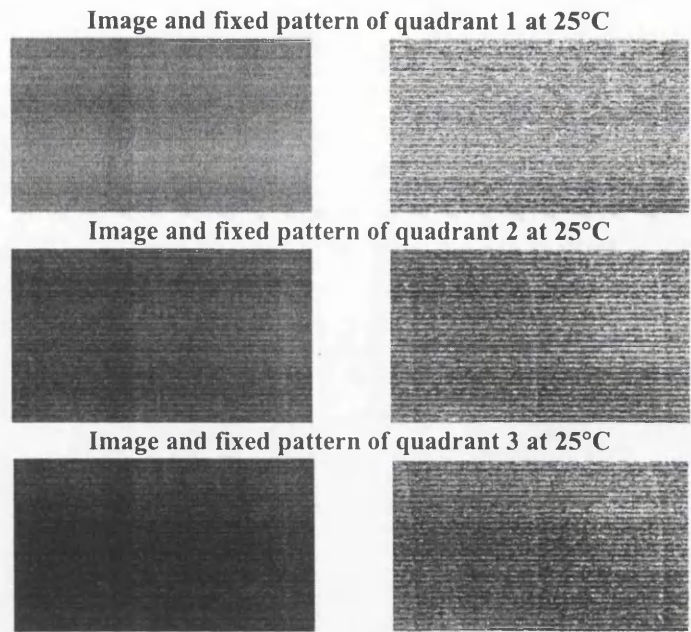 Image and fixed pattern of quadrant 1 at 25°C
Image and fixed pattern of quadrant 2 at 25°C
Image and fixed pattern of quadrant 3 at 25°C